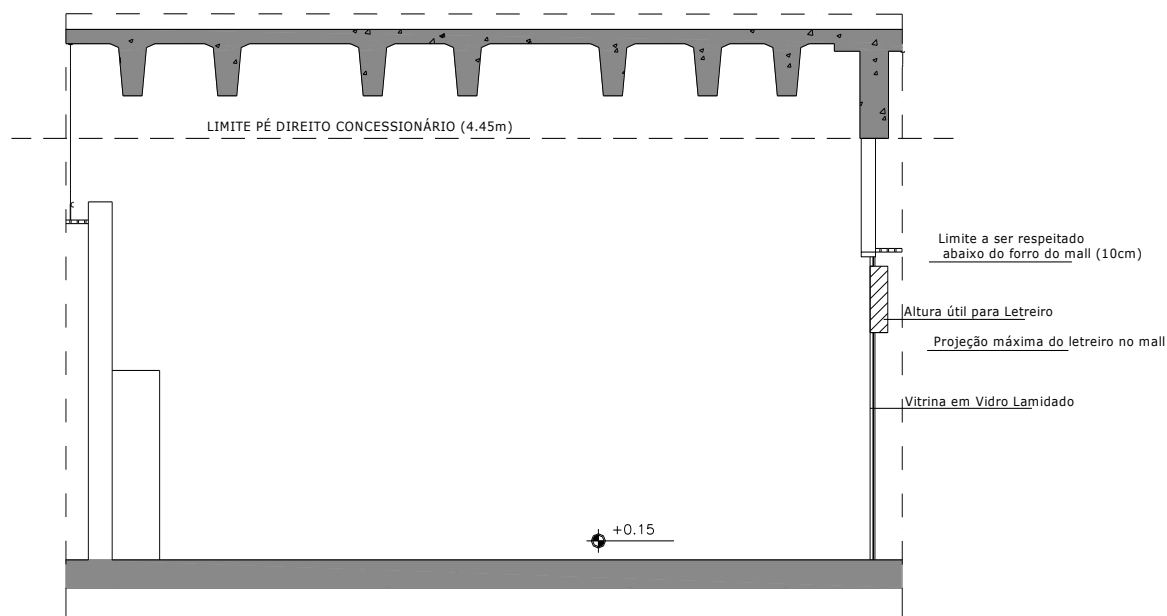 LIMITE PÉ DIREITO CONCESSIONÁRIO (4.45m)
Limite a ser respeitado
abaixo do forro do mall (10cm)
Altura útil para Letreiro
Projeção máxima do letreiro no mall
Vitrina em Vidro Lamidado
+0.15